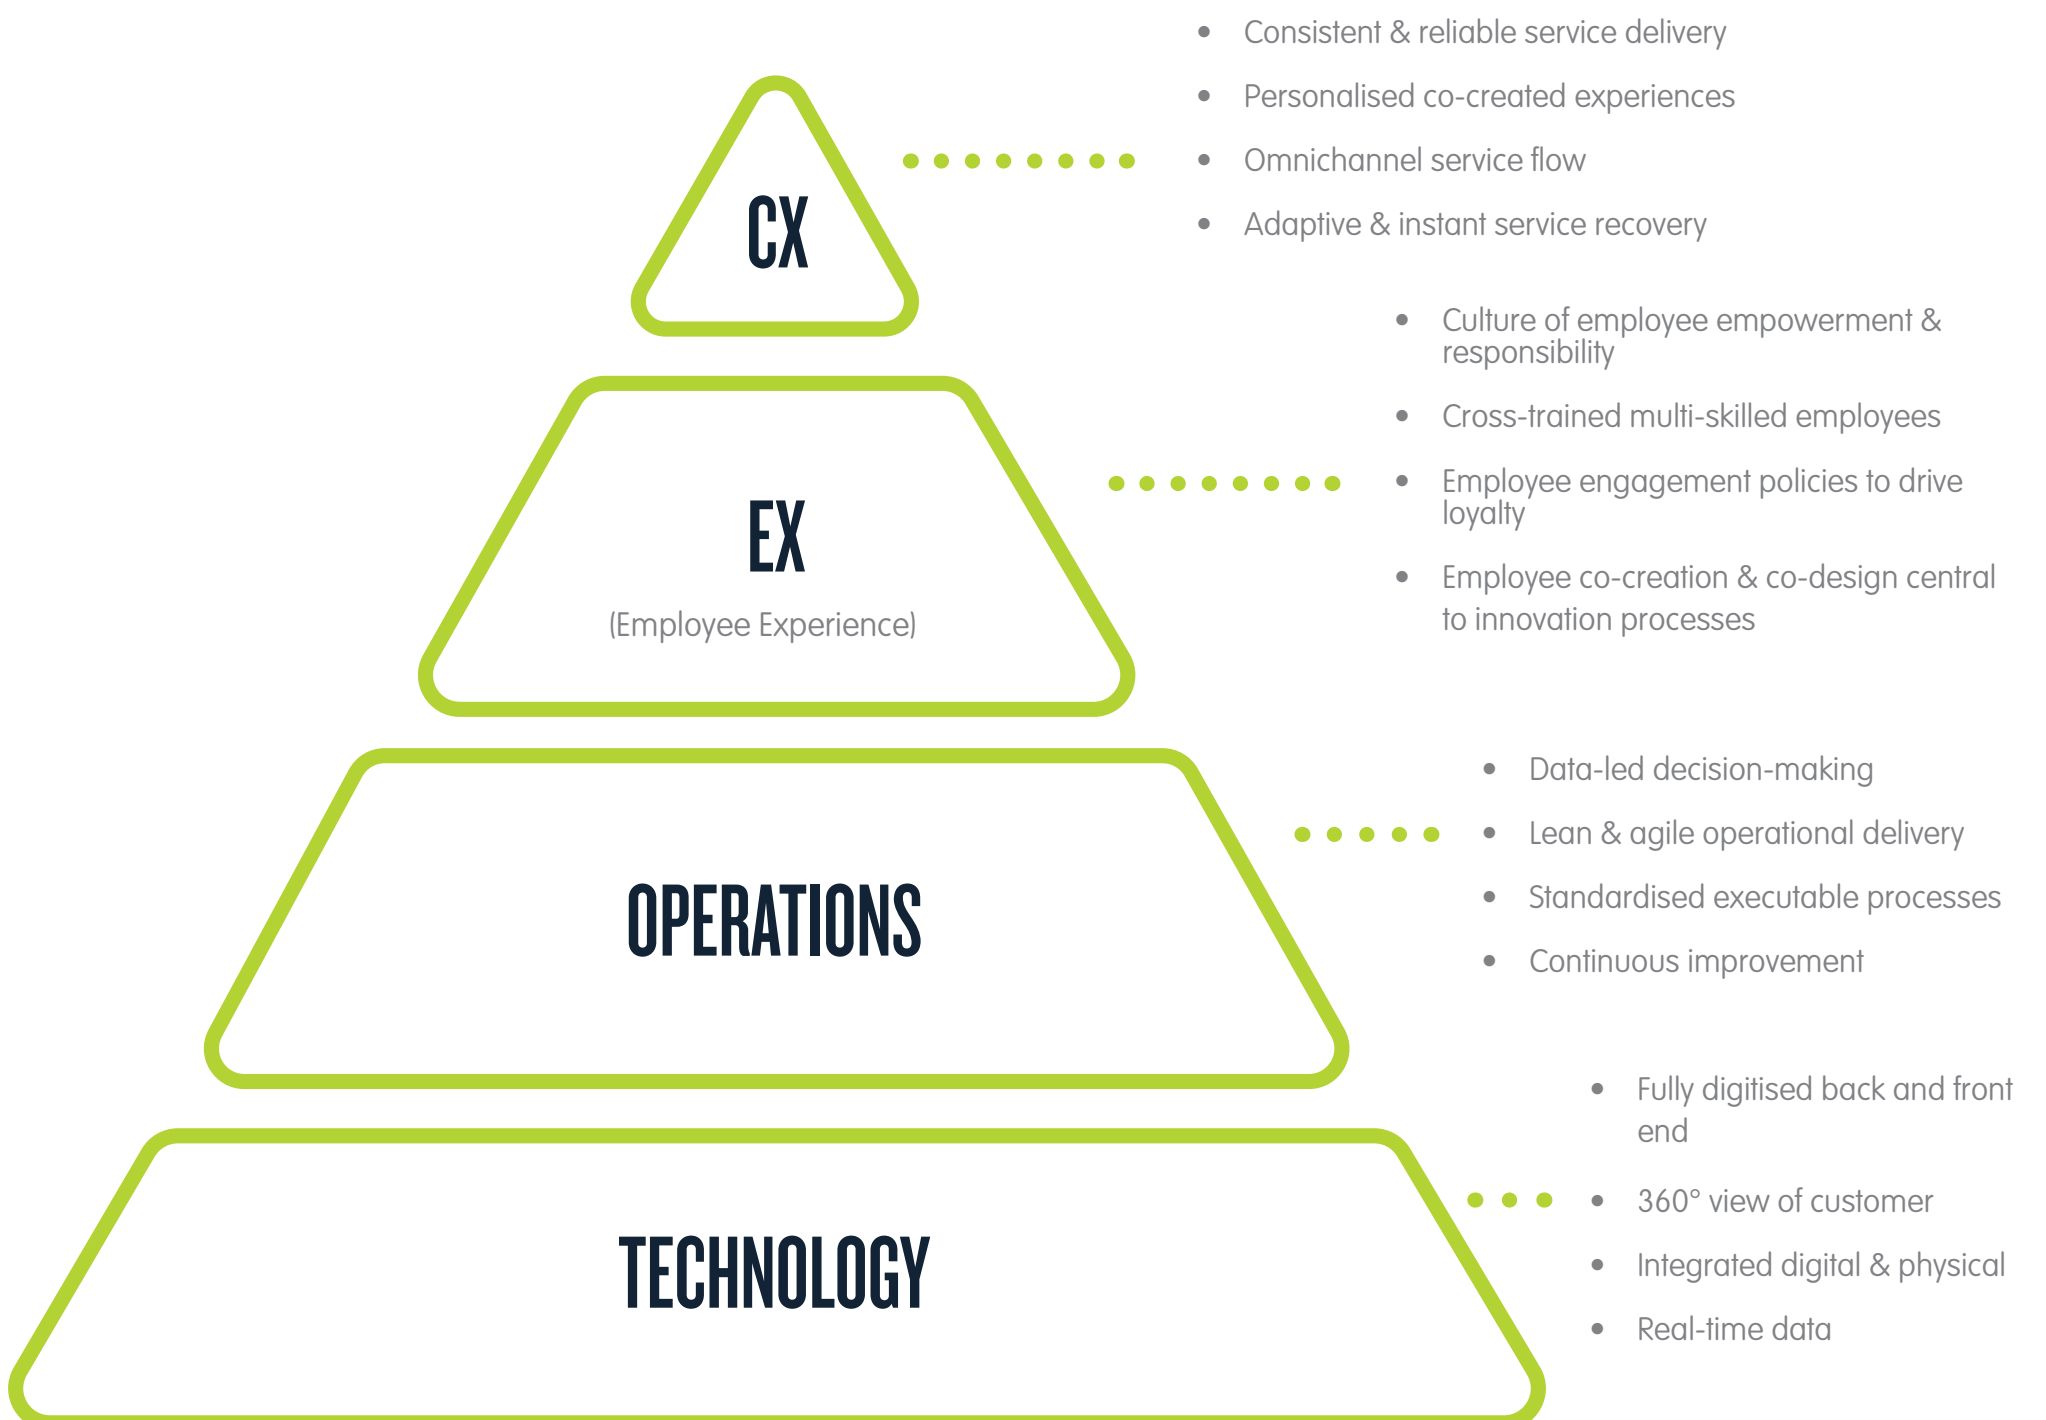 • Consistent & reliable service delivery
• Personalised co-created experiences
• Omnichannel service flow
• Adaptive & instant service recovery
CX
• Culture of employee empowerment &
responsibility
• Cross-trained multi-skilled employees
• Employee engagement policies to drive
loyalty
• Employee co-creation & co-design central
to innovation processes
EX
(Employee Experience)
• Data-led decision-making
• Lean & agile operational delivery
• Standardised executable processes
• Continuous improvement
OPERATIONS
• Fully digitised back and front
end
• 360° view of customer
• Integrated digital & physical
• Real-time data
TECHNOLOGY